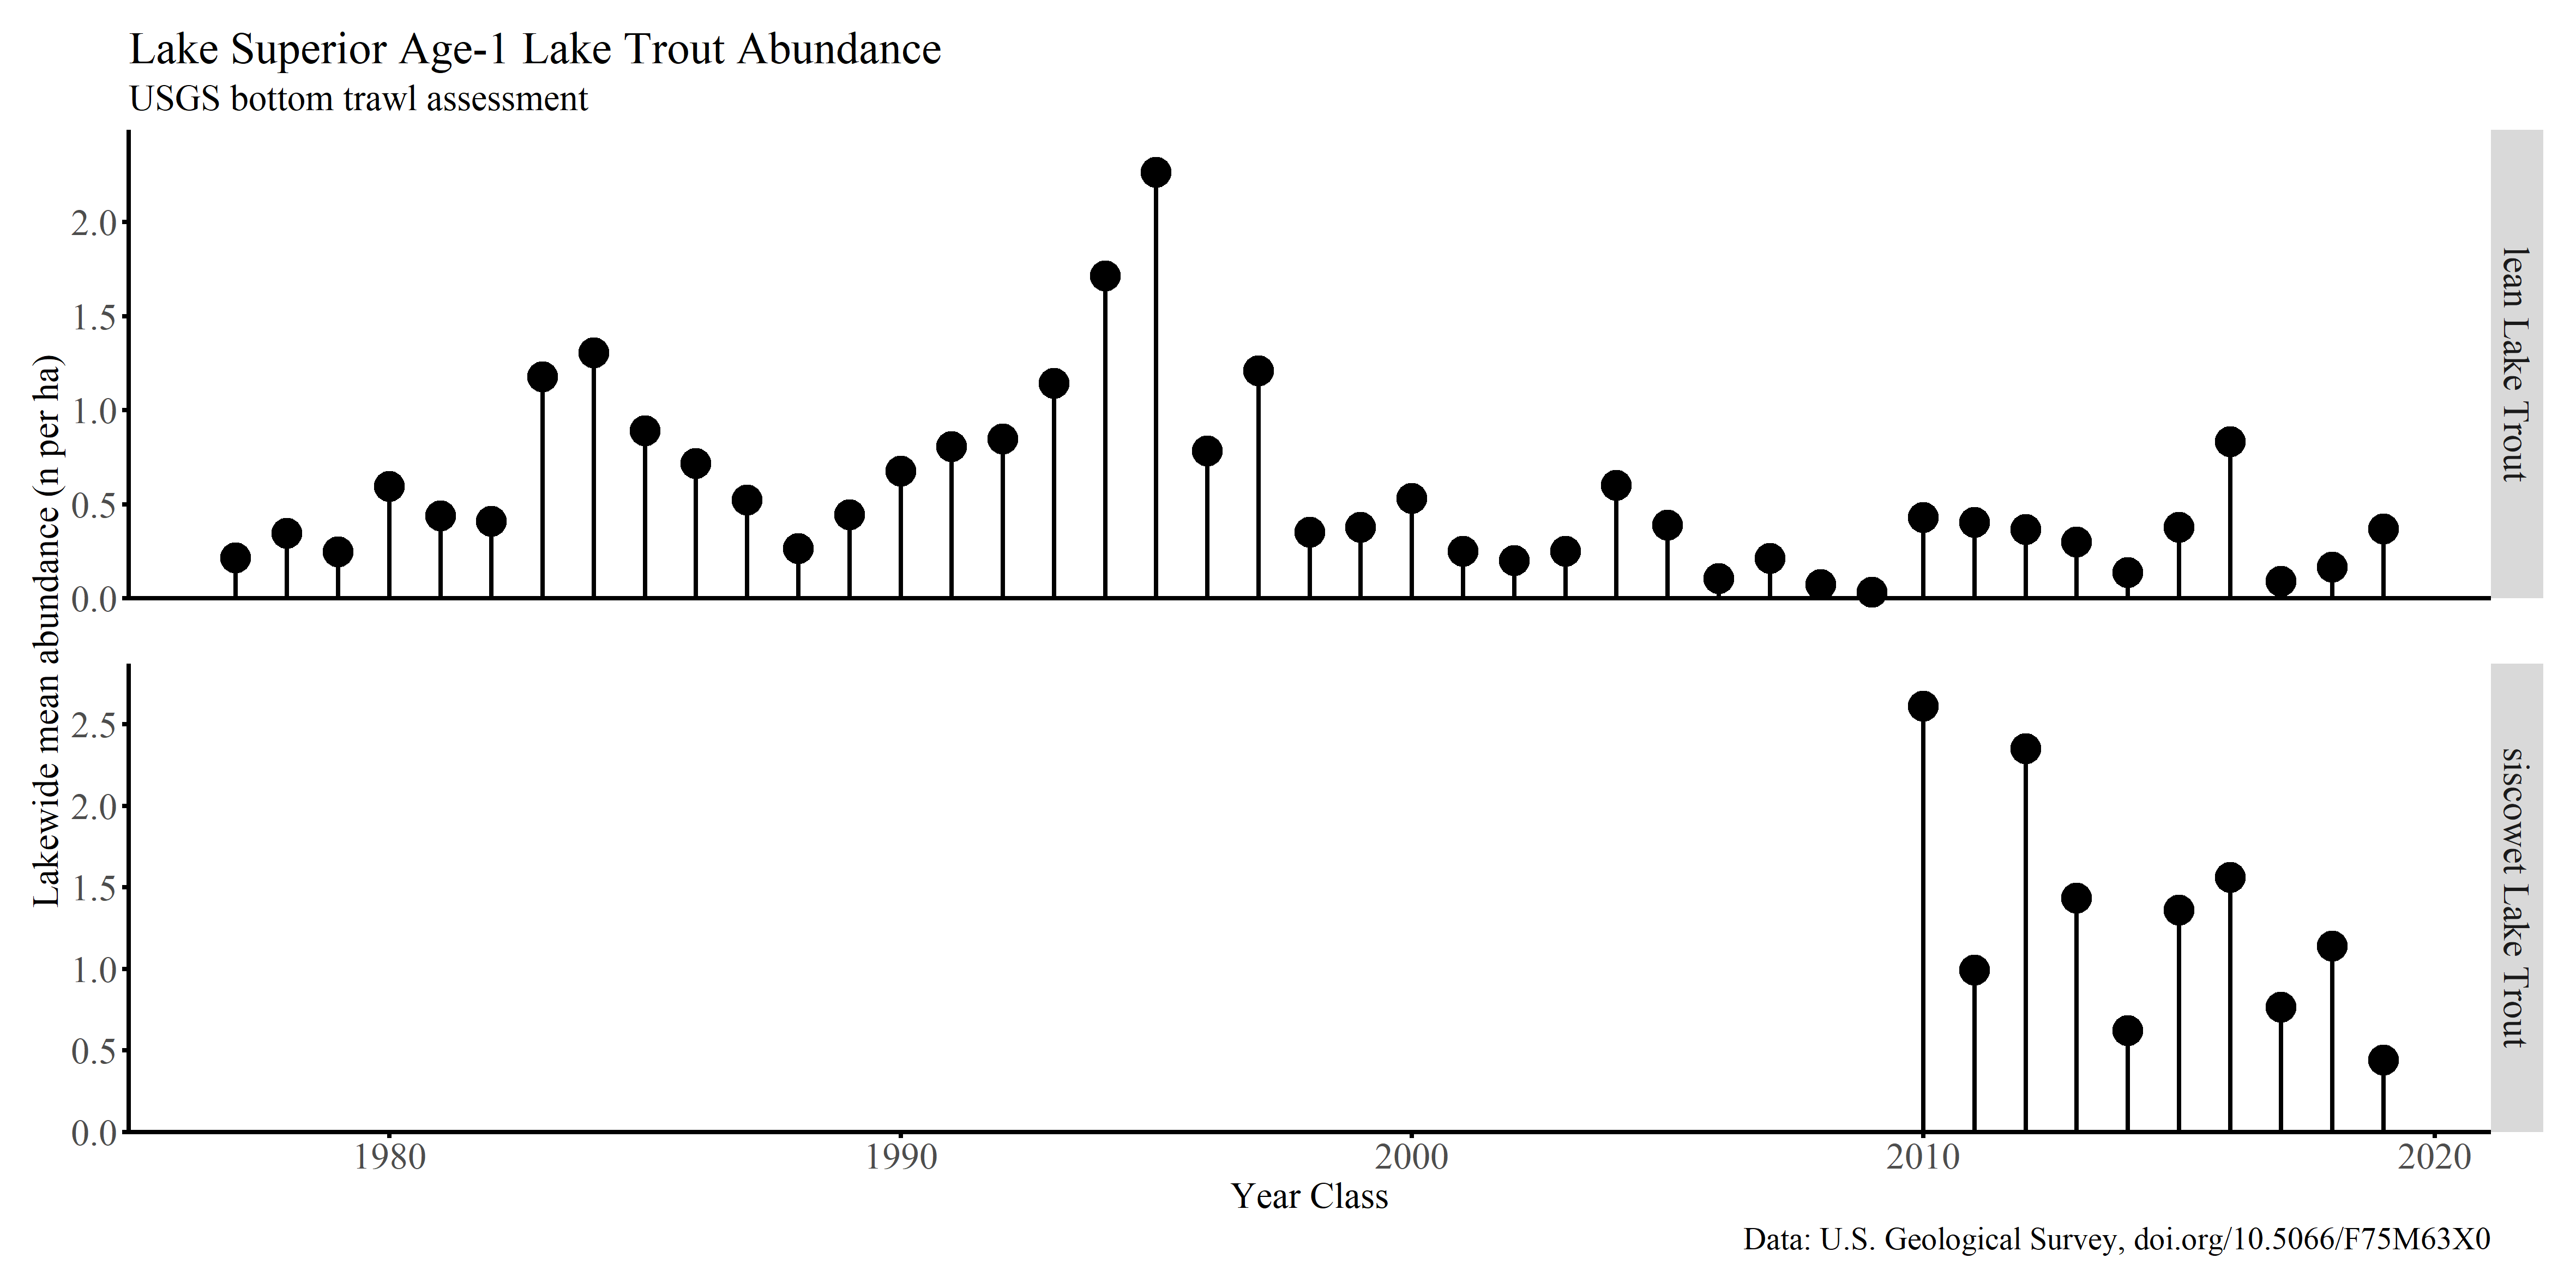 Lake Superior Age-1 Lake Trout Abundance
USGS bottom trawl assessment
Lakewide mean abundance (n per ha)
2.0
1.5
1.0
0.5
0.0
lean Lake Trout
2.5
2.0
1.5
1.0
0.5
0.0
siscowet Lake Trout
1980 1990 2000 2010 2020
Year Class
Data: U.S. Geological Survey, doi.org/10.5066/F75M63X0